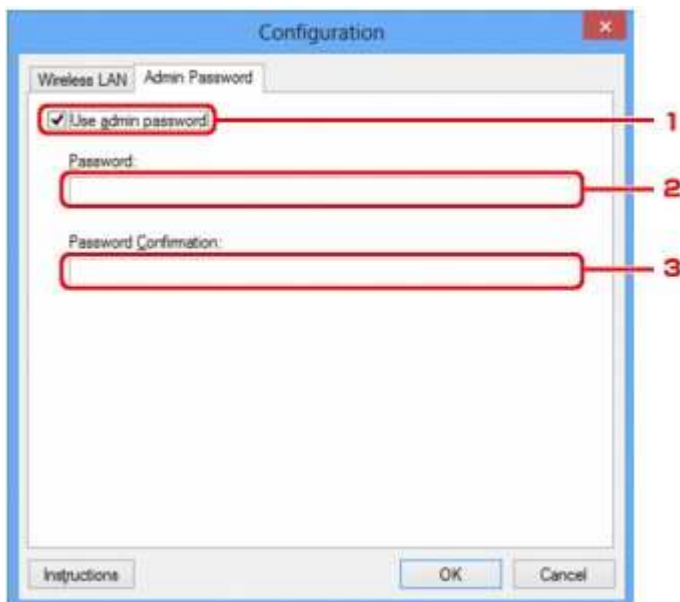 Configuration
Wireless LAN Admin Password
Use admin password 1
Password:
2
Password Confirmation:
3
Instructions OK Cancel